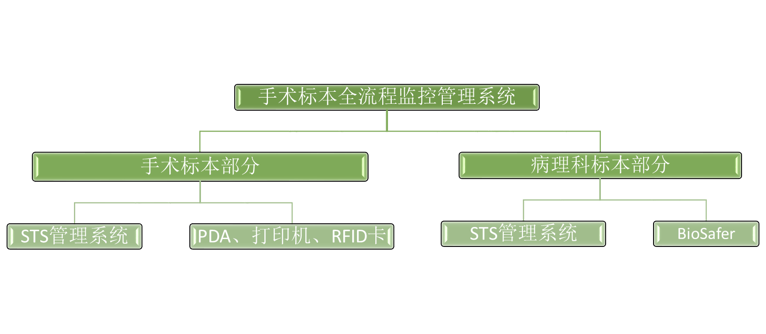 手术标本全流程监控管理系统
手术标本部分
病理科标本部分
STS管理系统
PDA、打印机、RFID卡
STS管理系统
BioSafer